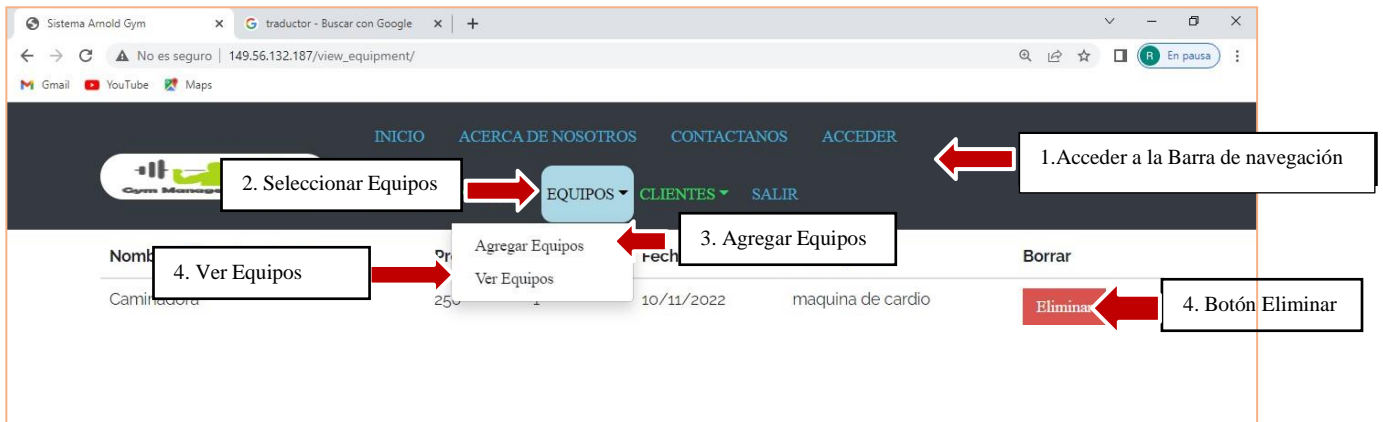 Sistema Arnold Gym
traductor - Buscar con Google
No es seguro
149.56.132.187/view_equipment/
R En pausa
Gmail YouTube Maps
INICIO ACERCA DE NOSOTROS CONTACTANOS ACCEDER
1.Acceder a la Barra de navegación
2. Seleccionar Equipos
EQUIPOS CLIENTES SALIR
Agregar Equipos
3. Agregar Equipos
4. Ver Equipos
Ver Equipos
Borrar
Caminadora 250 1 10/11/2022 maquina de cardio
Eliminar
4. Botón Eliminar